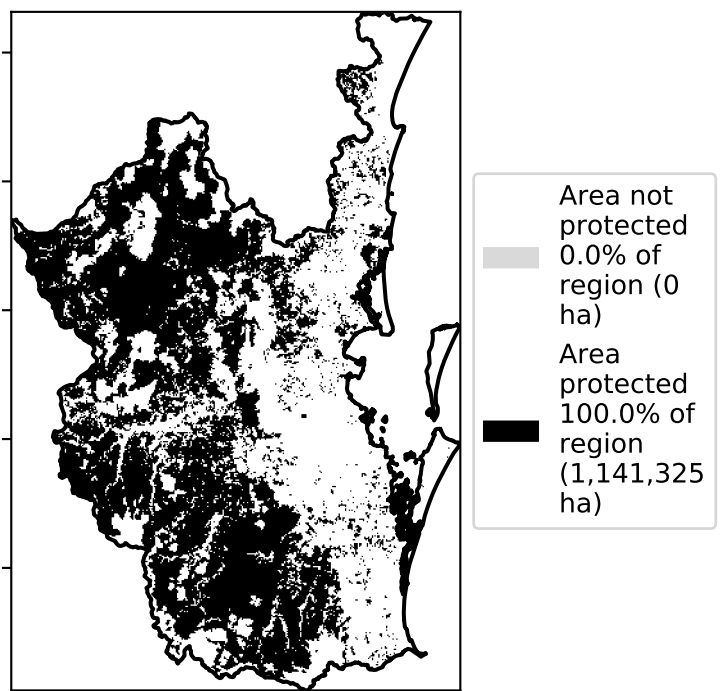 Area not
protected
0.0% of
region (0
ha)
Area
protected
100.0% of
region
(1,141,325
ha)